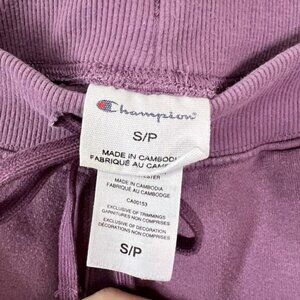 Champion
S/P
MADE IN CAMBODIA
FABRIQUÉ AU
MADE IN CAMBODIA
FABRIQUÉ AU CAMBODGE
CA00153
EXCLUSIVE OF TRIMMINGS
GARNITURES NON COMPRISES
EXCLUSIVE OF DECORATION
DÉCORATIONS NON COMPRISES
S/P